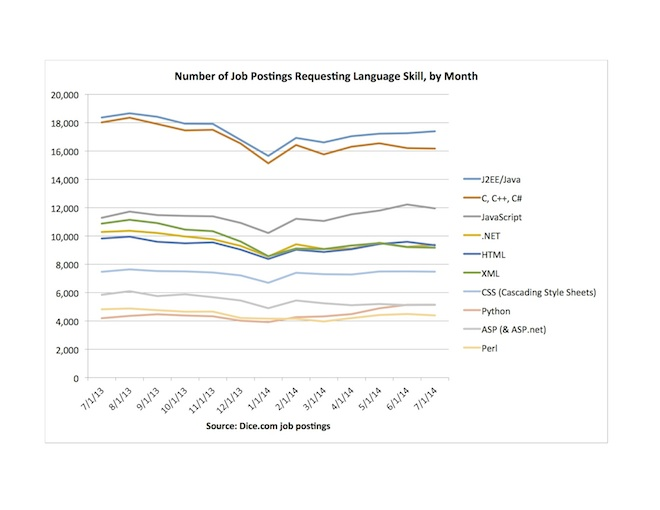 Number of Job Postings Requesting Language Skill, by Month
20,000
18,000
16,000
14,000
12,000
10,000
8,000
6,000
4,000
2,000
0
7/1/13
8/1/13
9/1/13
10/1/13
11/1/13
12/1/13
1/1/14
2/1/14
3/1/14
4/1/14
5/1/14
6/1/14
7/1/14
J2EE/Java
C, C++, C#
JavaScript
.NET
HTML
XML
CSS (Cascading Style Sheets)
Python
ASP (& ASP.net)
Perl
Source: Dice.com job postings